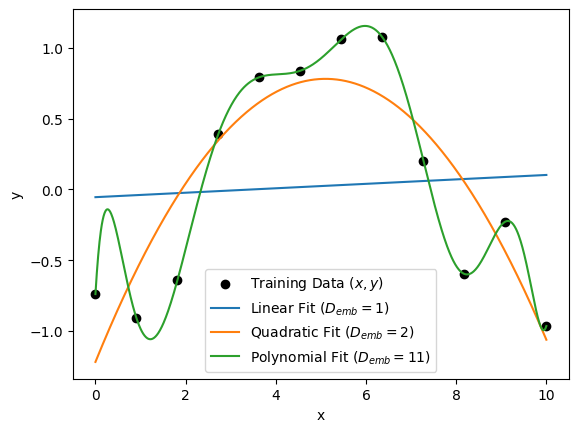 1.0
0.5
0.0
−0.5
−1.0
y
0
2
4
6
8
10
x
Training Data (x, y)
Linear Fit (D_emb = 1)
Quadratic Fit (D_emb = 2)
Polynomial Fit (D_emb = 11)